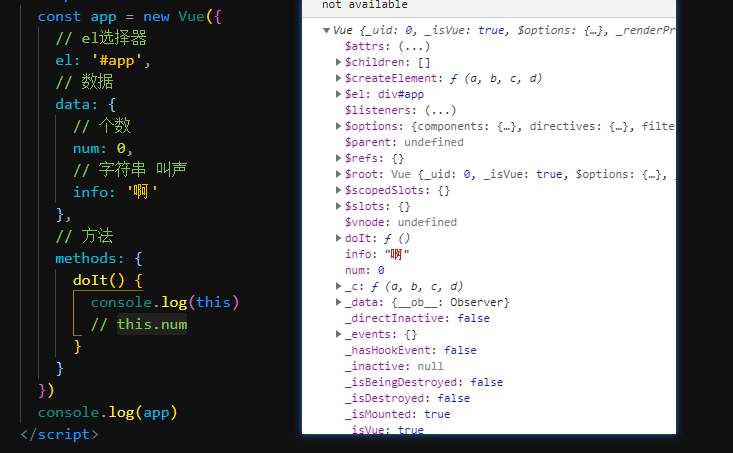 const app = new Vue({
// el选择器
el: '#app',
// 数据
data: {
// 个数
num: 0,
// 字符串 叫声
info: '啊'
},
// 方法
methods: {
doIt() {
console.log(this)
// this.num
}
}
})
console.log(app)
</script>
not available
Vue {_uid: 0, _isVue: true, $options: {…}, _renderPr
$attrs: (...)
$children: []
$createElement: ƒ (a, b, c, d)
$el: div#app
$listeners: (...)
$options: {components: {…}, directives: {…}, filte
$parent: undefined
$refs: {}
$root: Vue {_uid: 0, _isVue: true, $options: {…}, _
$scopedSlots: {}
$slots: {}
$vnode: undefined
doIt: ƒ ()
info: "啊"
num: 0
_c: ƒ (a, b, c, d)
_data: {__ob__: Observer}
_directInactive: false
_events: {}
_hasHookEvent: false
_inactive: null
_isBeingDestroyed: false
_isDestroyed: false
_isMounted: true
_isVue: true